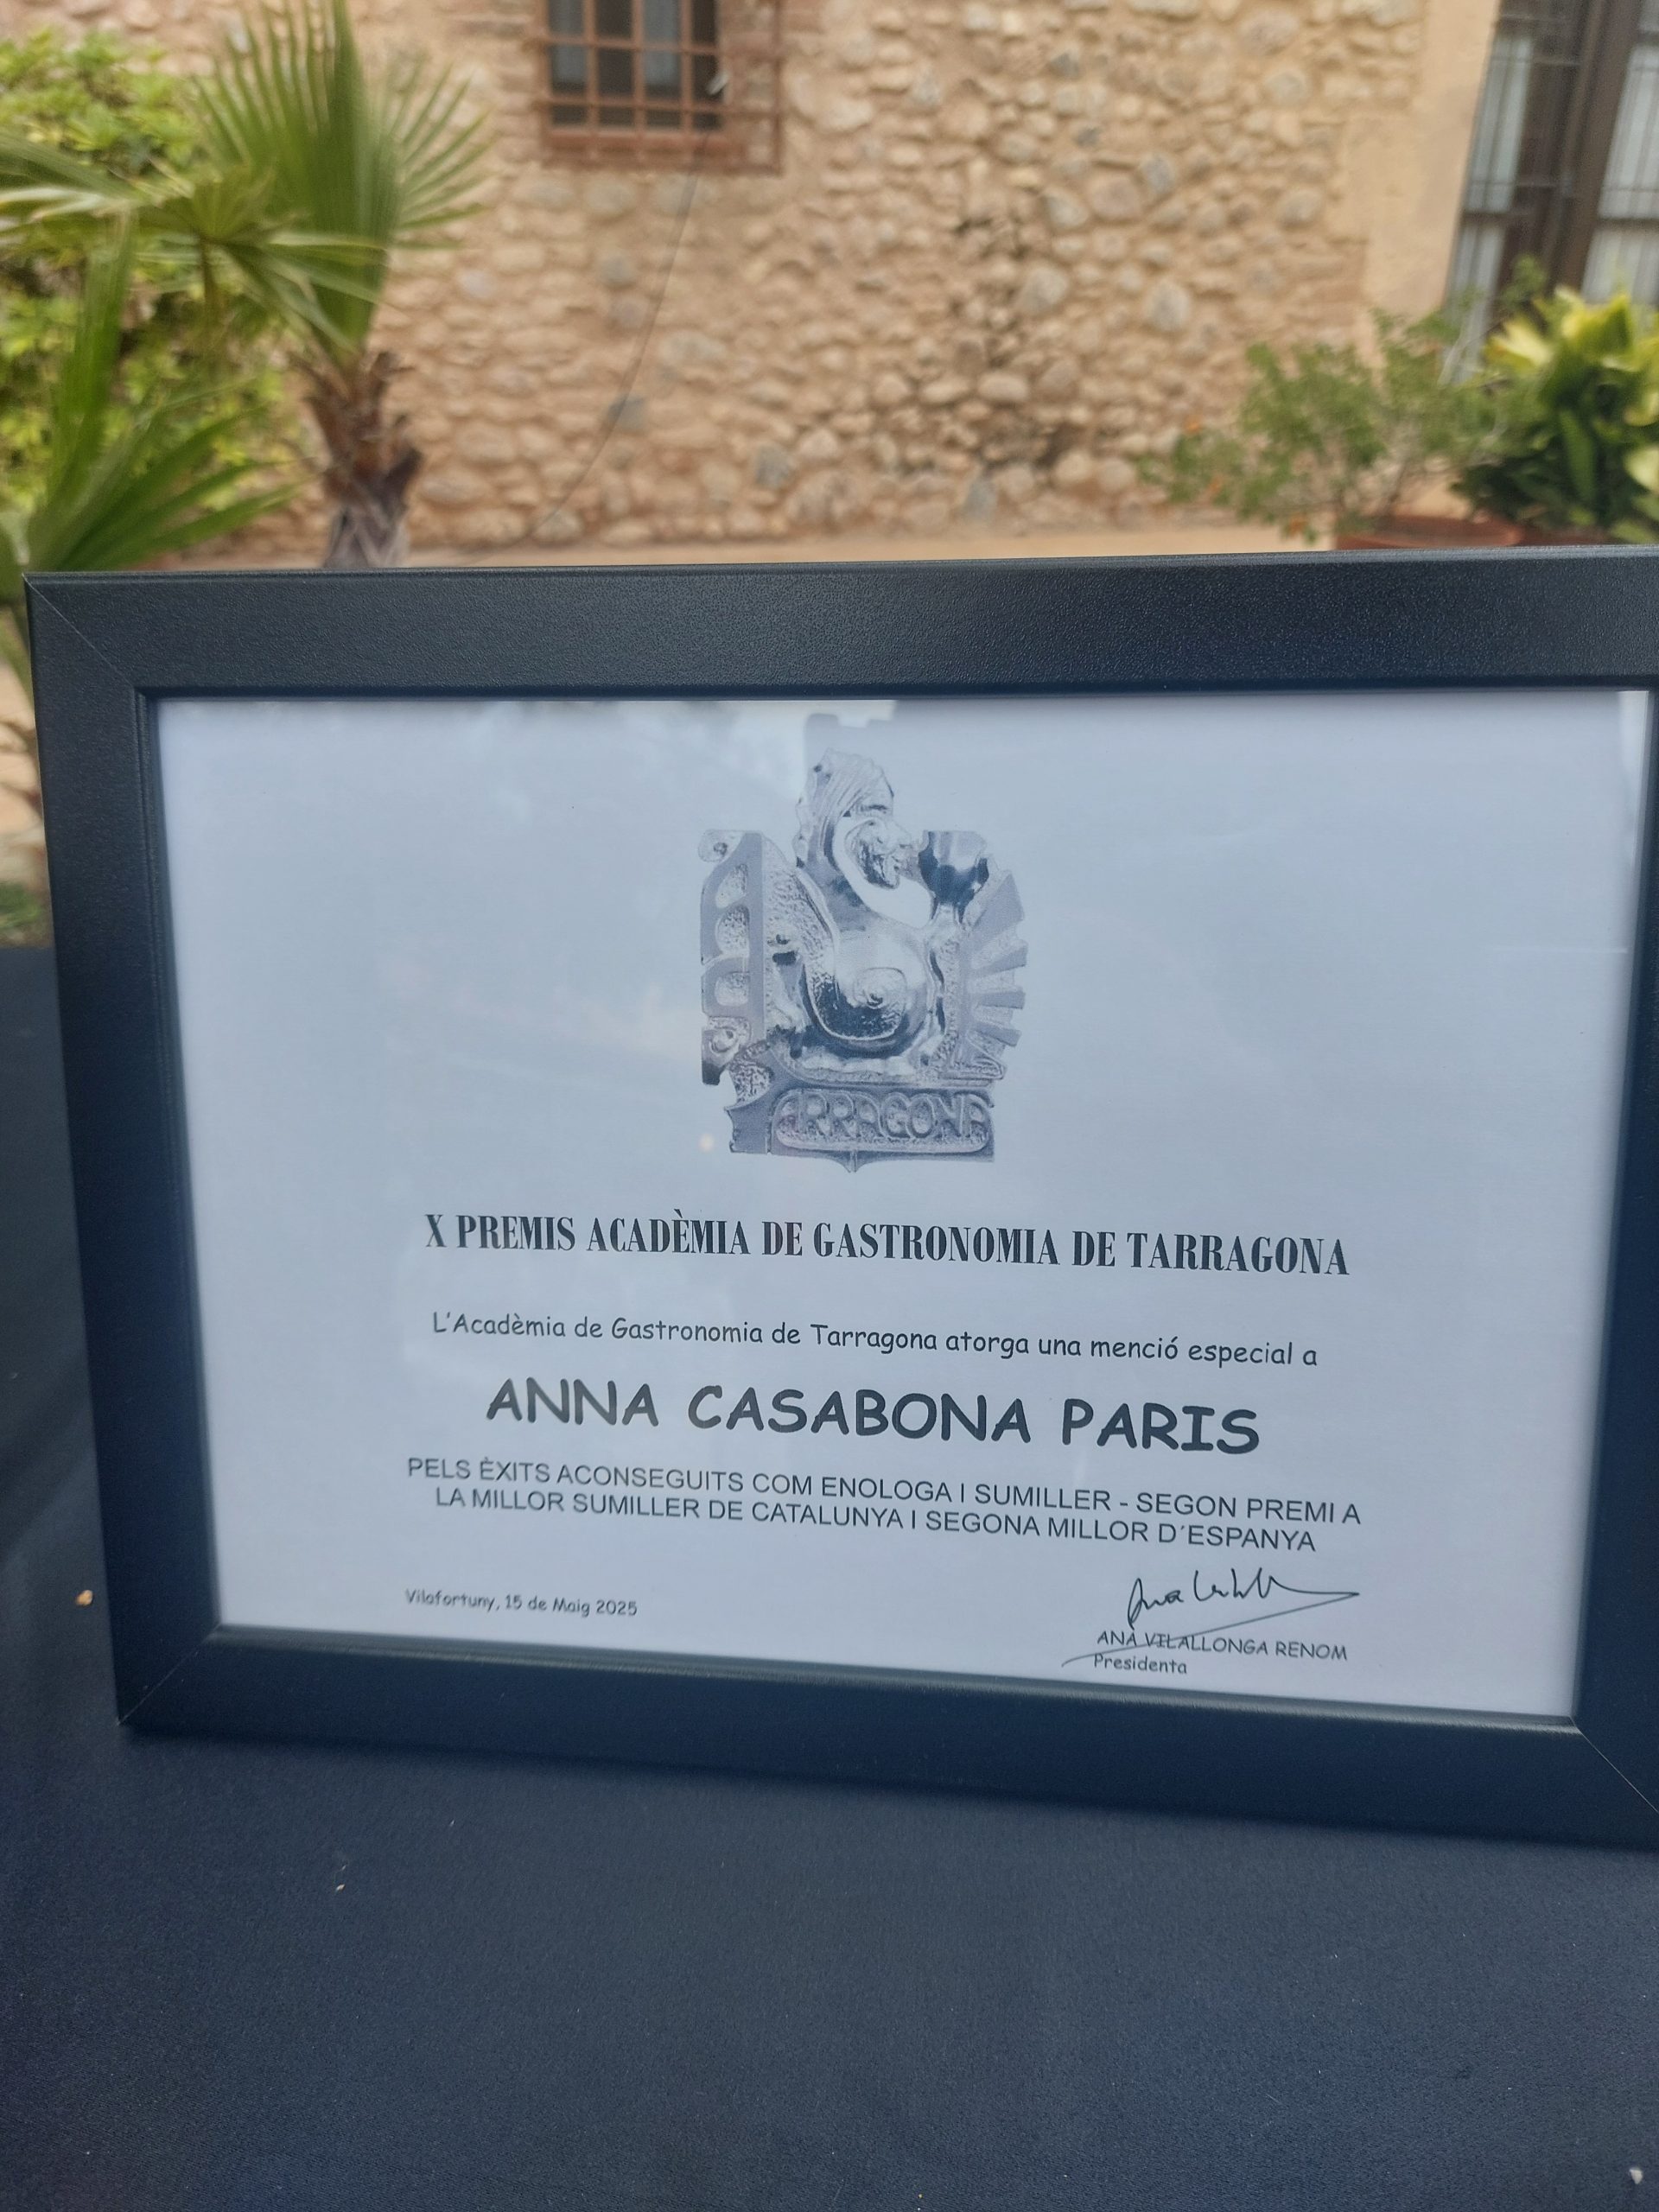 TARRAGONA
X PREMIS ACADÈMIA DE GASTRONOMIA DE TARRAGONA
L'Acadèmia de Gastronomia de Tarragona atorga una menció especial a
ANNA CASABONA PARIS
PELS ÈXITS ACONSEGUITS COM ENOLOGA I SUMILLER - SEGON PREMI A
LA MILLOR SUMILLER DE CATALUNYA I SEGONA MILLOR D´ESPANYA
Vilafortuny, 15 de Maig 2025
ANA VILALLONGA RENOM
Presidenta